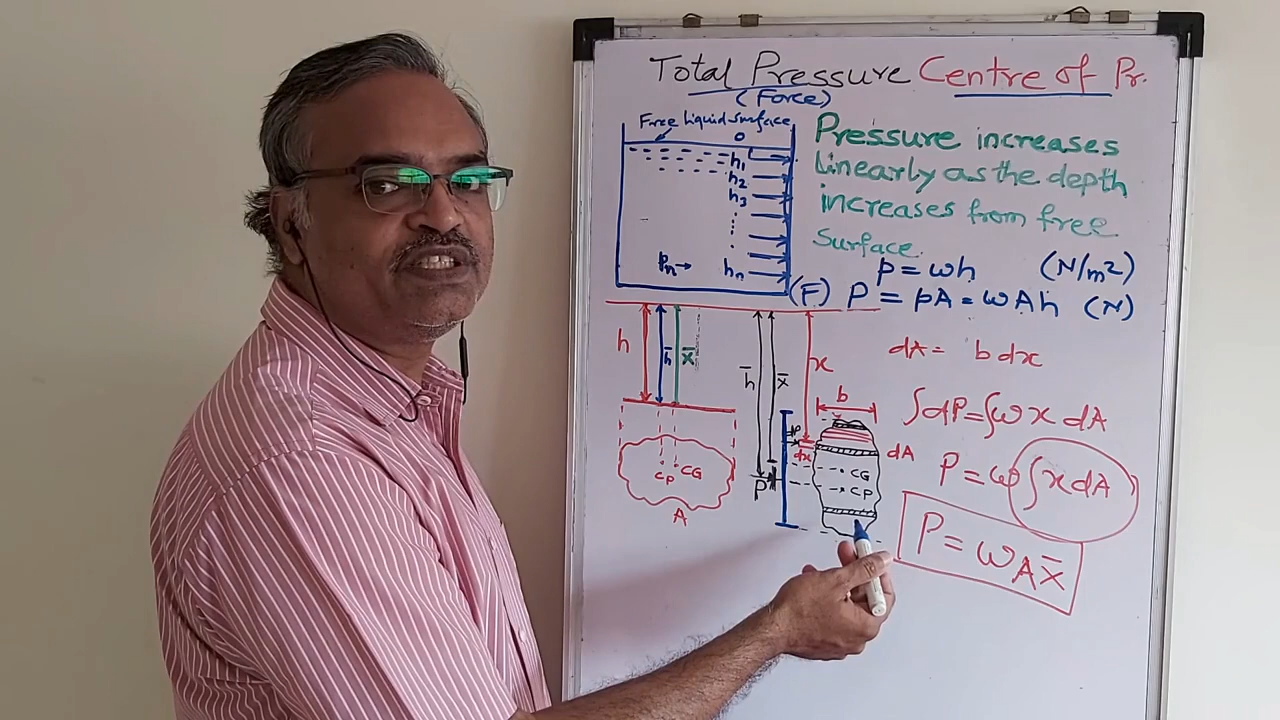 Total Pressure Centre of Pr.
(Force)
Free liquid surface
0
h₁
h₂
h₃
pₙ→ hₙ
Pressure increases
linearly as the depth
increases from free
Surface.
p = ωh (N/m²)
(F) P = pA = ωAh (N)
h h̄ x̄
CP CG
A
h̄ x̄ x
b
dP
dx
dA
CG
P CP
dA = b dx
∫dP = ∫ωx dA
P = ω∫x dA
P = ωAx̄